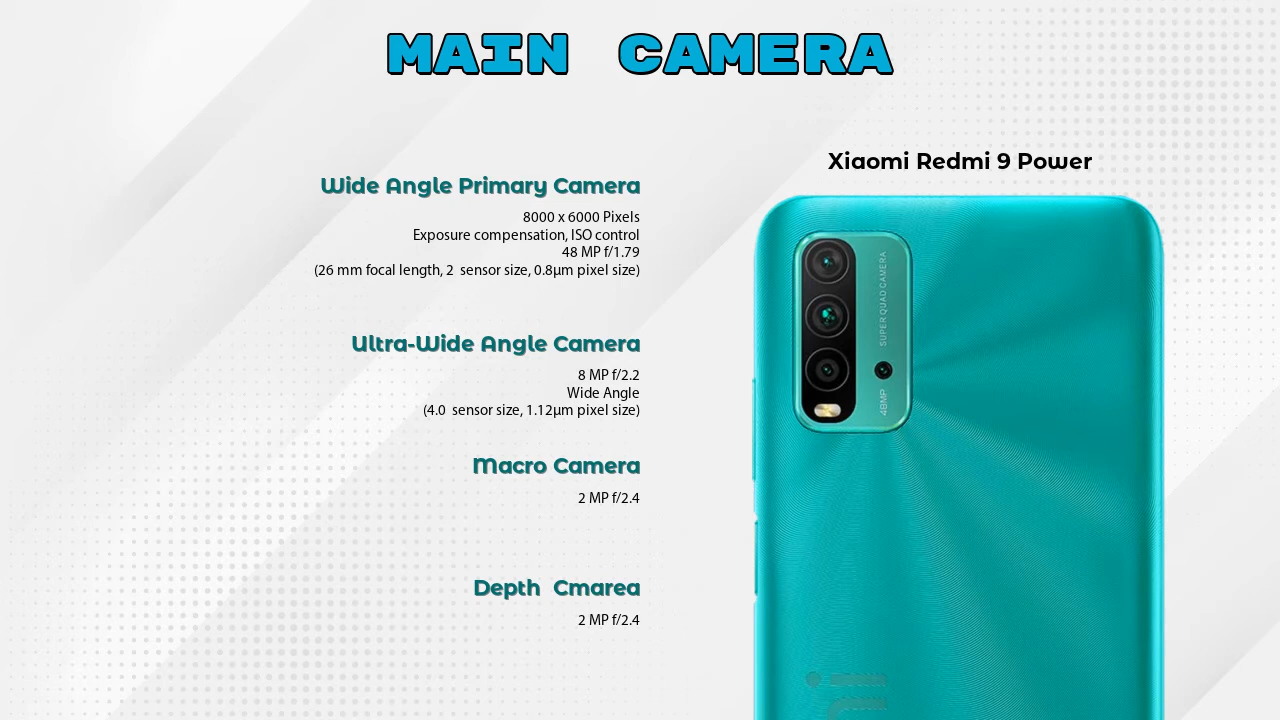 MAIN CAMERA
Xiaomi Redmi 9 Power
Wide Angle Primary Camera
8000 x 6000 Pixels
Exposure compensation, ISO control
48 MP f/1.79
(26 mm focal length, 2  sensor size, 0.8µm pixel size)
Ultra-Wide Angle Camera
8 MP f/2.2
Wide Angle
(4.0  sensor size, 1.12µm pixel size)
Macro Camera
2 MP f/2.4
Depth  Cmarea
2 MP f/2.4
48MP SUPER QUAD CAMERA